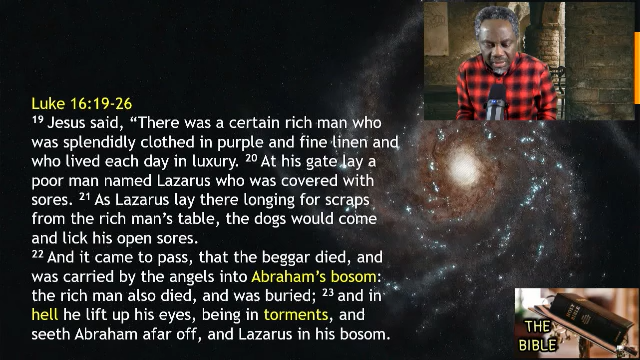 Luke 16:19-26
19 Jesus said, “There was a certain rich man who
was splendidly clothed in purple and fine linen and
who lived each day in luxury. 20 At his gate lay a
poor man named Lazarus who was covered with
sores. 21 As Lazarus lay there longing for scraps
from the rich man’s table, the dogs would come
and lick his open sores.
22 And it came to pass, that the beggar died, and
was carried by the angels into Abraham’s bosom:
the rich man also died, and was buried; 23 and in
hell he lift up his eyes, being in torments, and
seeth Abraham afar off, and Lazarus in his bosom.
THE
BIBLE
HOLY
BIBLE